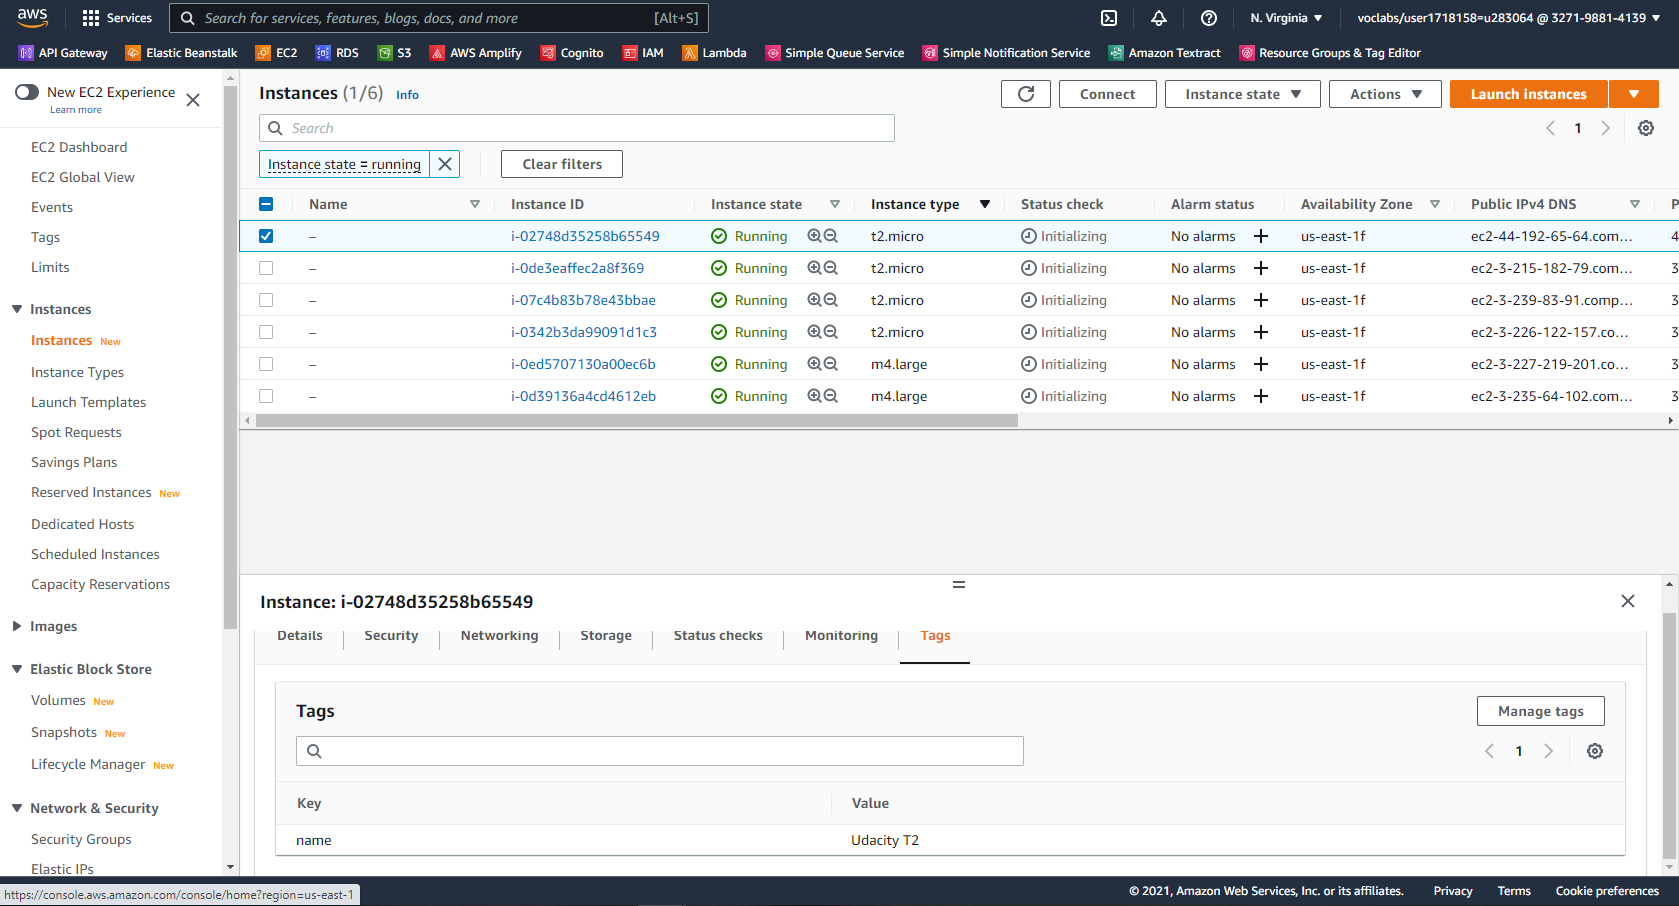 aws Services Search for services, features, blogs, docs, and more [Alt+S] N. Virginia voclabs/user1718158=u283064 @ 3271-9881-4139
API Gateway Elastic Beanstalk EC2 RDS S3 AWS Amplify Cognito IAM Lambda Simple Queue Service Simple Notification Service Amazon Textract Resource Groups & Tag Editor
New EC2 Experience
Learn more
EC2 Dashboard
EC2 Global View
Events
Tags
Limits
Instances
Instances New
Instance Types
Launch Templates
Spot Requests
Savings Plans
Reserved Instances New
Dedicated Hosts
Scheduled Instances
Capacity Reservations
Images
Elastic Block Store
Volumes New
Snapshots New
Lifecycle Manager New
Network & Security
Security Groups
Elastic IPs
Instances (1/6) Info Connect Instance state Actions Launch instances
Search 1
Instance state = running Clear filters
Name Instance ID Instance state Instance type Status check Alarm status Availability Zone Public IPv4 DNS P
– i-02748d35258b65549 Running t2.micro Initializing No alarms us-east-1f ec2-44-192-65-64.com... 4
– i-0de3eaffec2a8f369 Running t2.micro Initializing No alarms us-east-1f ec2-3-215-182-79.com... 3
– i-07c4b83b78e43bbae Running t2.micro Initializing No alarms us-east-1f ec2-3-239-83-91.comp... 3
– i-0342b3da99091d1c3 Running t2.micro Initializing No alarms us-east-1f ec2-3-226-122-157.co... 3
– i-0ed5707130a00ec6b Running m4.large Initializing No alarms us-east-1f ec2-3-227-219-201.co... 3
– i-0d39136a4cd4612eb Running m4.large Initializing No alarms us-east-1f ec2-3-235-64-102.com... 3
Instance: i-02748d35258b65549
Details Security Networking Storage Status checks Monitoring Tags
Tags Manage tags
1
Key Value
name Udacity T2
https://console.aws.amazon.com/console/home?region=us-east-1 © 2021, Amazon Web Services, Inc. or its affiliates. Privacy Terms Cookie preferences